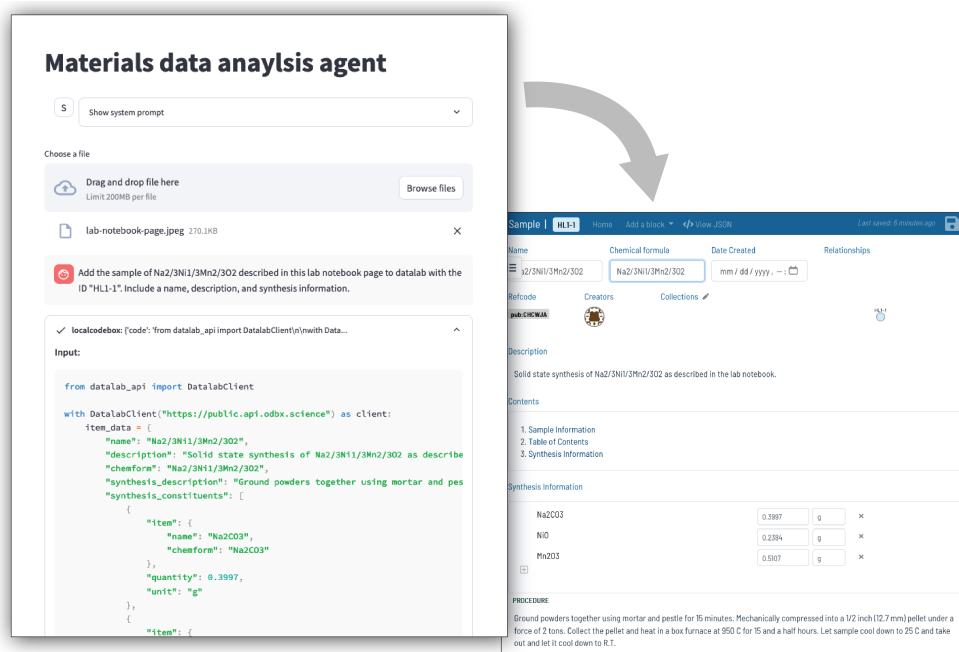 Materials data anaylsis agent
S
Show system prompt
Choose a file
Drag and drop file here
Limit 200MB per file
Browse files
lab-notebook-page.jpeg 270.1KB
Add the sample of Na2/3Ni1/3Mn2/3O2 described in this lab notebook page to datalab with the
ID "HL1-1". Include a name, description, and synthesis information.
localcodebox: {'code': 'from datalab_api import DatalabClient\n\nwith Data...
Input:
from datalab_api import DatalabClient
with DatalabClient("https://public.api.odbx.science") as client:
item_data = {
"name": "Na2/3Ni1/3Mn2/3O2",
"description": "Solid state synthesis of Na2/3Ni1/3Mn2/3O2 as describe
"chemform": "Na2/3Ni1/3Mn2/3O2",
"synthesis_description": "Ground powders together using mortar and pes
"synthesis_constituents": [
{
"item": {
"name": "Na2CO3",
"chemform": "Na2CO3"
},
"quantity": 0.3997,
"unit": "g"
},
{
"item": {
Sample | HL1-1 Home Add a block </> View JSON Last saved: 6 minutes ago
Name Chemical formula Date Created Relationships
a2/3Ni1/3Mn2/3O2 Na2/3Ni1/3Mn2/3O2 mm / dd / yyyy, -:
Refcode Creators Collections
pub:CHCWJA
HL1-1
Description
Solid state synthesis of Na2/3Ni1/3Mn2/3O2 as described in the lab notebook.
Contents
1. Sample Information
2. Table of Contents
3. Synthesis Information
Synthesis Information
Na2CO3 0.3997 g ×
NiO 0.2384 g ×
Mn2O3 0.5107 g ×
PROCEDURE
Ground powders together using mortar and pestle for 15 minutes. Mechanically compressed into a 1/2 inch (12.7 mm) pellet under a
force of 2 tons. Collect the pellet and heat in a box furnace at 950 C for 15 and a half hours. Let sample cool down to 25 C and take
out and let it cool down to R.T.